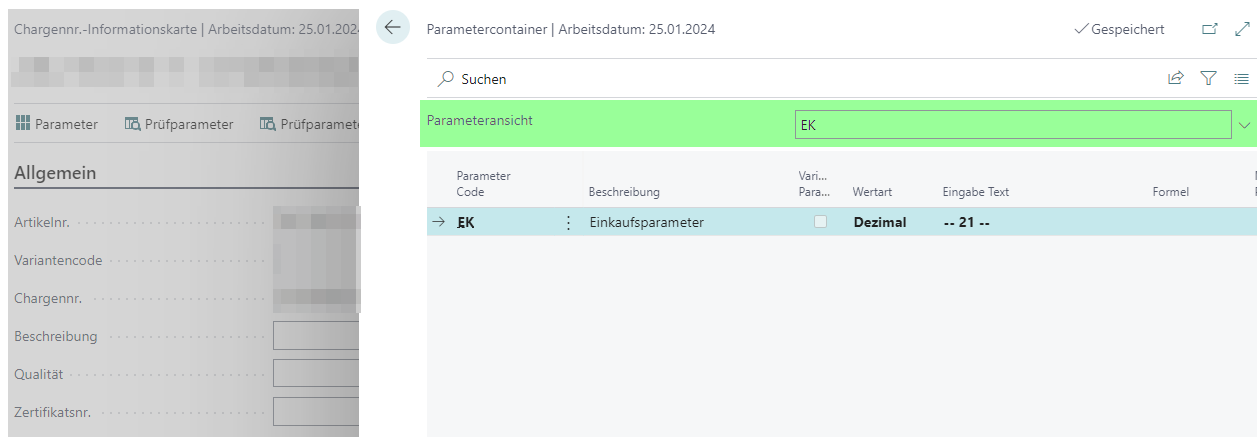 Chargennr.-Informationskarte | Arbeitsdatum: 25.01.2024
Parameter
Prüfparameter
Allgemein
Artikelnr.
Variantencode
Chargennr.
Beschreibung
Qualität
Zertifikatsnr.
Parametercontainer | Arbeitsdatum: 25.01.2024
Gespeichert
Suchen
Parameteransicht
EK
Parameter Code
Beschreibung
Vari... Para...
Wertart
Eingabe Text
Formel
EK
Einkaufsparameter
Dezimal
-- 21 --